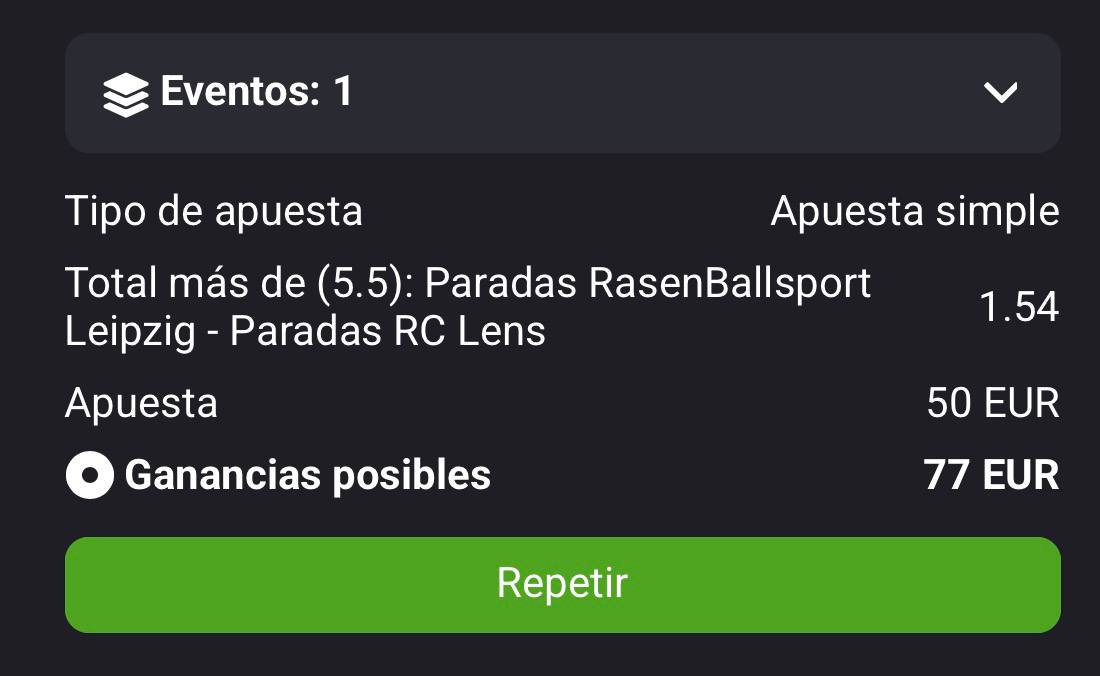 Eventos: 1
Tipo de apuesta Apuesta simple
Total más de (5.5): Paradas RasenBallsport
Leipzig - Paradas RC Lens 1.54
Apuesta 50 EUR
Ganancias posibles 77 EUR
Repetir